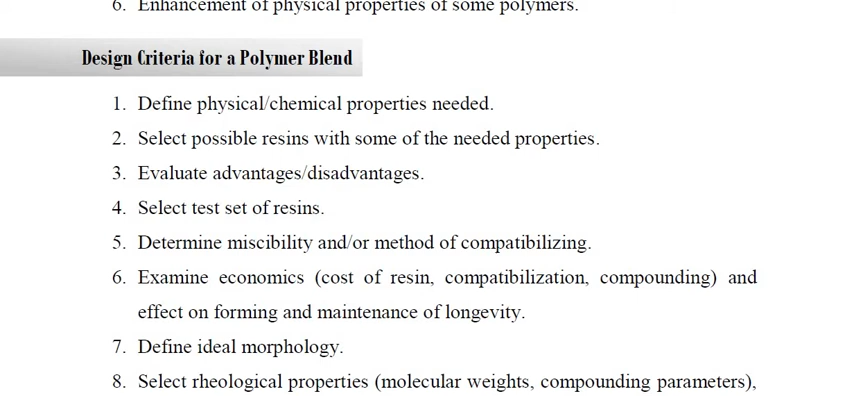 6. Enhancement of physical properties of some polymers.
Design Criteria for a Polymer Blend
1. Define physical/chemical properties needed.
2. Select possible resins with some of the needed properties.
3. Evaluate advantages/disadvantages.
4. Select test set of resins.
5. Determine miscibility and/or method of compatibilizing.
6. Examine economics (cost of resin, compatibilization, compounding) and
effect on forming and maintenance of longevity.
7. Define ideal morphology.
8. Select rheological properties (molecular weights, compounding parameters),